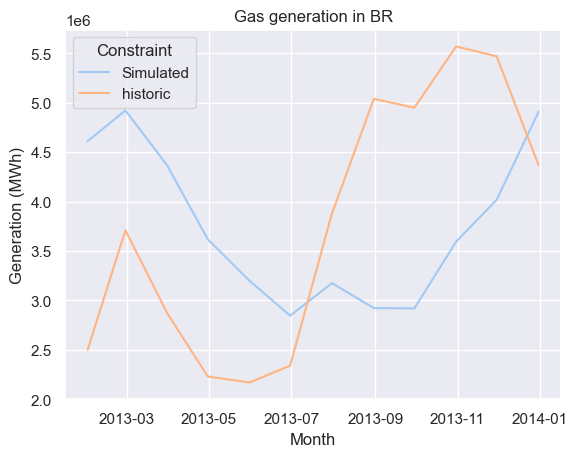 Gas generation in BR
1e6
Constraint
Simulated
historic
5.5
5.0
4.5
4.0
3.5
3.0
2.5
2.0
Generation (MWh)
2013-03 2013-05 2013-07 2013-09 2013-11 2014-01
Month